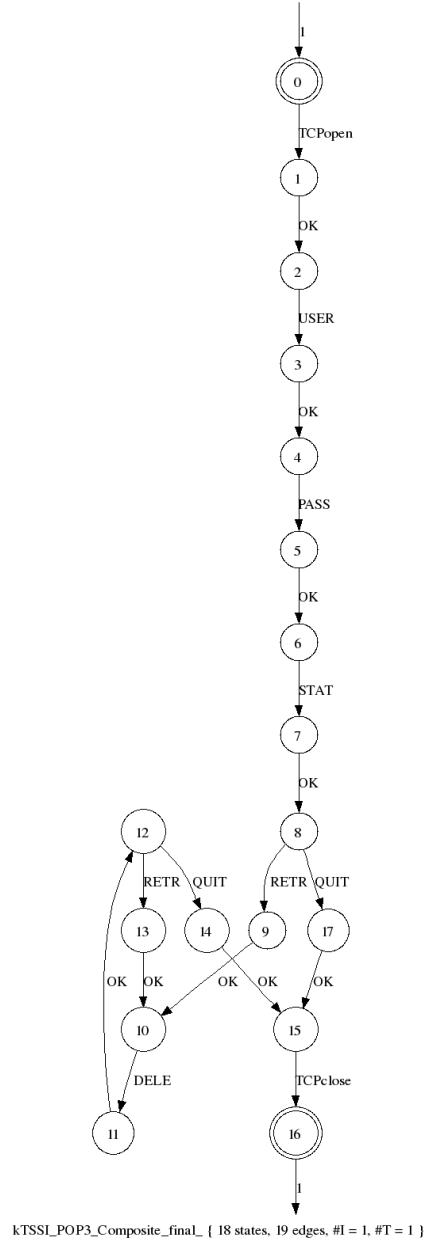 1
0
TCPopen
1
OK
2
USER
3
OK
4
PASS
5
OK
6
STAT
7
OK
12 8
RETR QUIT RETR QUIT
13 14 9 17
OK OK OK OK OK
10 15
DELE TCPclose
11 16
1
kTSSI_POP3_Composite_final_ { 18 states, 19 edges, #I = 1, #T = 1 }